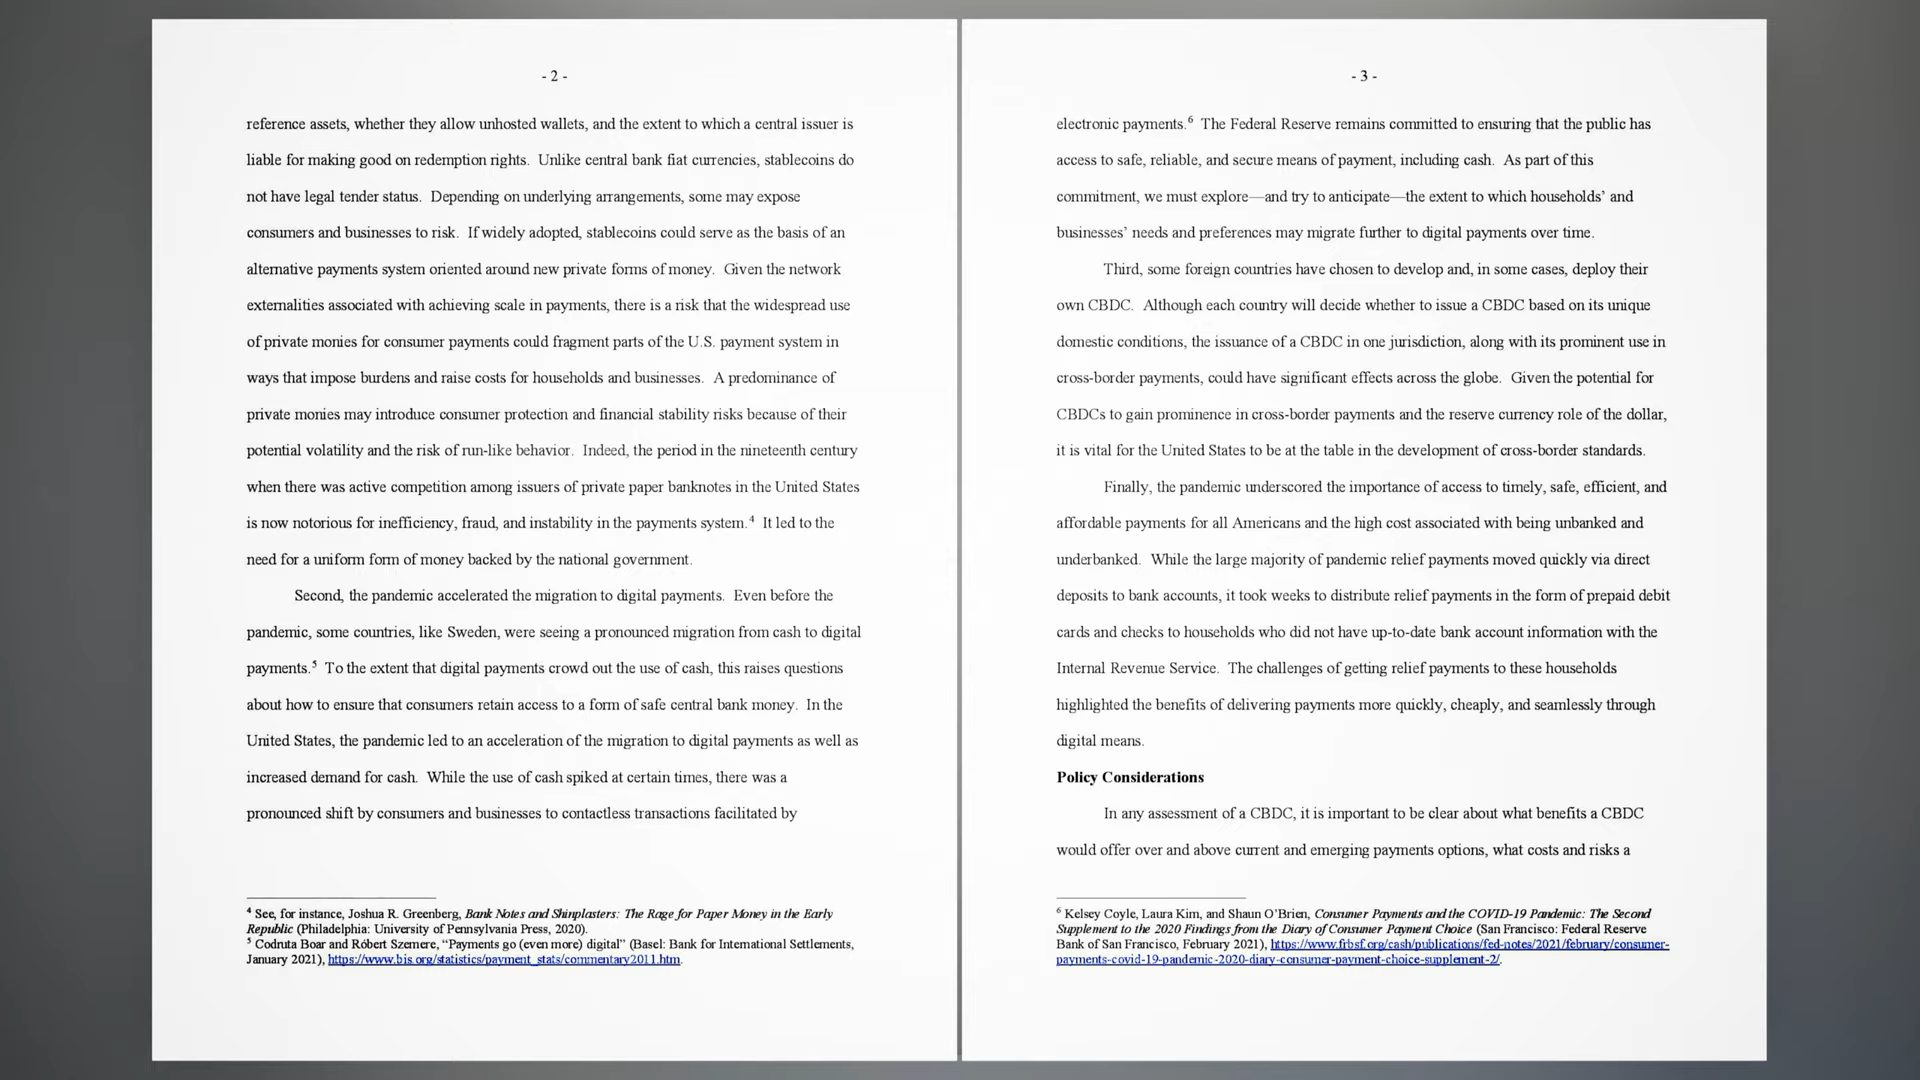 - 2 -
reference assets, whether they allow unhosted wallets, and the extent to which a central issuer is
liable for making good on redemption rights.  Unlike central bank fiat currencies, stablecoins do
not have legal tender status.  Depending on underlying arrangements, some may expose
consumers and businesses to risk.  If widely adopted, stablecoins could serve as the basis of an
alternative payments system oriented around new private forms of money.  Given the network
externalities associated with achieving scale in payments, there is a risk that the widespread use
of private monies for consumer payments could fragment parts of the U.S. payment system in
ways that impose burdens and raise costs for households and businesses.  A predominance of
private monies may introduce consumer protection and financial stability risks because of their
potential volatility and the risk of run-like behavior.  Indeed, the period in the nineteenth century
when there was active competition among issuers of private paper banknotes in the United States
is now notorious for inefficiency, fraud, and instability in the payments system.⁴  It led to the
need for a uniform form of money backed by the national government.
Second, the pandemic accelerated the migration to digital payments.  Even before the
pandemic, some countries, like Sweden, were seeing a pronounced migration from cash to digital
payments.⁵  To the extent that digital payments crowd out the use of cash, this raises questions
about how to ensure that consumers retain access to a form of safe central bank money.  In the
United States, the pandemic led to an acceleration of the migration to digital payments as well as
increased demand for cash.  While the use of cash spiked at certain times, there was a
pronounced shift by consumers and businesses to contactless transactions facilitated by
⁴ See, for instance, Joshua R. Greenberg, Bank Notes and Shinplasters: The Rage for Paper Money in the Early
Republic (Philadelphia: University of Pennsylvania Press, 2020).
⁵ Codruta Boar and Róbert Szemere, “Payments go (even more) digital” (Basel: Bank for International Settlements,
January 2021), https://www.bis.org/statistics/payment_stats/commentary2011.htm.
- 3 -
electronic payments.⁶  The Federal Reserve remains committed to ensuring that the public has
access to safe, reliable, and secure means of payment, including cash.  As part of this
commitment, we must explore—and try to anticipate—the extent to which households’ and
businesses’ needs and preferences may migrate further to digital payments over time.
Third, some foreign countries have chosen to develop and, in some cases, deploy their
own CBDC.  Although each country will decide whether to issue a CBDC based on its unique
domestic conditions, the issuance of a CBDC in one jurisdiction, along with its prominent use in
cross-border payments, could have significant effects across the globe.  Given the potential for
CBDCs to gain prominence in cross-border payments and the reserve currency role of the dollar,
it is vital for the United States to be at the table in the development of cross-border standards.
Finally, the pandemic underscored the importance of access to timely, safe, efficient, and
affordable payments for all Americans and the high cost associated with being unbanked and
underbanked.  While the large majority of pandemic relief payments moved quickly via direct
deposits to bank accounts, it took weeks to distribute relief payments in the form of prepaid debit
cards and checks to households who did not have up-to-date bank account information with the
Internal Revenue Service.  The challenges of getting relief payments to these households
highlighted the benefits of delivering payments more quickly, cheaply, and seamlessly through
digital means.
Policy Considerations
In any assessment of a CBDC, it is important to be clear about what benefits a CBDC
would offer over and above current and emerging payments options, what costs and risks a
⁶ Kelsey Coyle, Laura Kim, and Shaun O’Brien, Consumer Payments and the COVID-19 Pandemic: The Second
Supplement to the 2020 Findings from the Diary of Consumer Payment Choice (San Francisco: Federal Reserve
Bank of San Francisco, February 2021), https://www.frbsf.org/cash/publications/fed-notes/2021/february/consumer-
payments-covid-19-pandemic-2020-diary-consumer-payment-choice-supplement-2/.